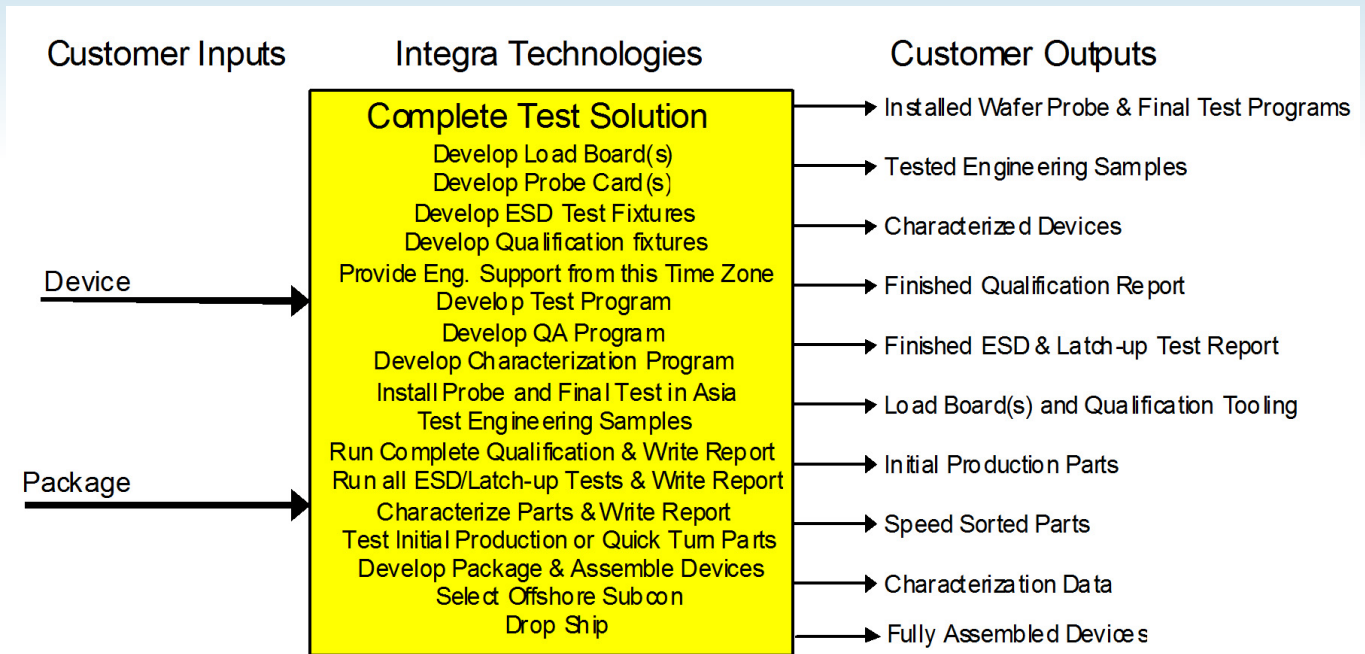 Customer Inputs
Integra Technologies
Customer Outputs
Device
Package
Complete Test Solution
Develop Load Board(s)
Develop Probe Card(s)
Develop ESD Test Fixtures
Develop Qualification fixtures
Provide Eng. Support from this Time Zone
Develop Test Program
Develop QA Program
Develop Characterization Program
Install Probe and Final Test in Asia
Test Engineering Samples
Run Complete Qualification & Write Report
Run all ESD/Latch-up Tests & Write Report
Characterize Parts & Write Report
Test Initial Production or Quick Turn Parts
Develop Package & Assemble Devices
Select Offshore Subcon
Drop Ship
Installed Wafer Probe & Final Test Programs
Tested Engineering Samples
Characterized Devices
Finished Qualification Report
Finished ESD & Latch-up Test Report
Load Board(s) and Qualification Tooling
Initial Production Parts
Speed Sorted Parts
Characterization Data
Fully Assembled Devices